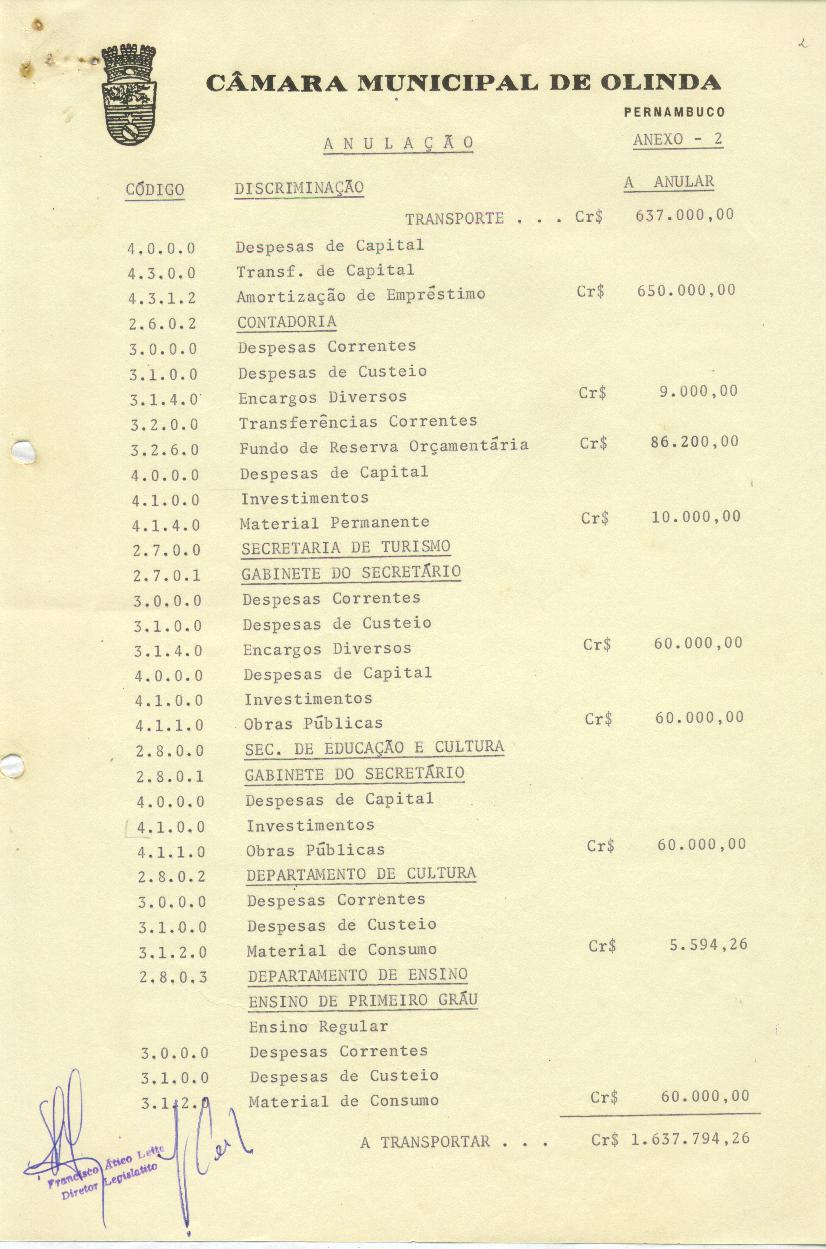 2
CÂMARA MUNICIPAL DE OLINDA
PERNAMBUCO
A N U L A Ç Ã O ANEXO - 2
CÓDIGO DISCRIMINAÇÃO A ANULAR
TRANSPORTE . . . Cr$ 637.000,00
4.0.0.0 Despesas de Capital
4.3.0.0 Transf. de Capital
4.3.1.2 Amortização de Empréstimo Cr$ 650.000,00
2.6.0.2 CONTADORIA
3.0.0.0 Despesas Correntes
3.1.0.0 Despesas de Custeio
3.1.4.0 Encargos Diversos Cr$ 9.000,00
3.2.0.0 Transferências Correntes
3.2.6.0 Fundo de Reserva Orçamentária Cr$ 86.200,00
4.0.0.0 Despesas de Capital
4.1.0.0 Investimentos
4.1.4.0 Material Permanente Cr$ 10.000,00
2.7.0.0 SECRETARIA DE TURISMO
2.7.0.1 GABINETE DO SECRETÁRIO
3.0.0.0 Despesas Correntes
3.1.0.0 Despesas de Custeio
3.1.4.0 Encargos Diversos Cr$ 60.000,00
4.0.0.0 Despesas de Capital
4.1.0.0 Investimentos
4.1.1.0 Obras Públicas Cr$ 60.000,00
2.8.0.0 SEC. DE EDUCAÇÃO E CULTURA
2.8.0.1 GABINETE DO SECRETÁRIO
4.0.0.0 Despesas de Capital
4.1.0.0 Investimentos
4.1.1.0 Obras Públicas Cr$ 60.000,00
2.8.0.2 DEPARTAMENTO DE CULTURA
3.0.0.0 Despesas Correntes
3.1.0.0 Despesas de Custeio
3.1.2.0 Material de Consumo Cr$ 5.594,26
2.8.0.3 DEPARTAMENTO DE ENSINO
ENSINO DE PRIMEIRO GRÁU
Ensino Regular
3.0.0.0 Despesas Correntes
3.1.0.0 Despesas de Custeio
3.1.2.0 Material de Consumo Cr$ 60.000,00
A TRANSPORTAR . . . Cr$ 1.637.794,26
Francisco Ático Leite
Diretor Legislatito